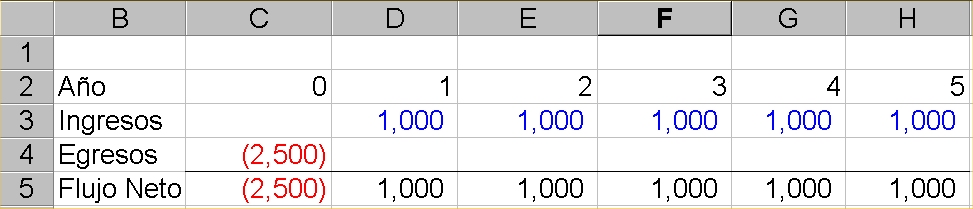 B C D E F G H
1
2 Año 0 1 2 3 4 5
3 Ingresos 1,000 1,000 1,000 1,000 1,000
4 Egresos (2,500)
5 Flujo Neto (2,500) 1,000 1,000 1,000 1,000 1,000